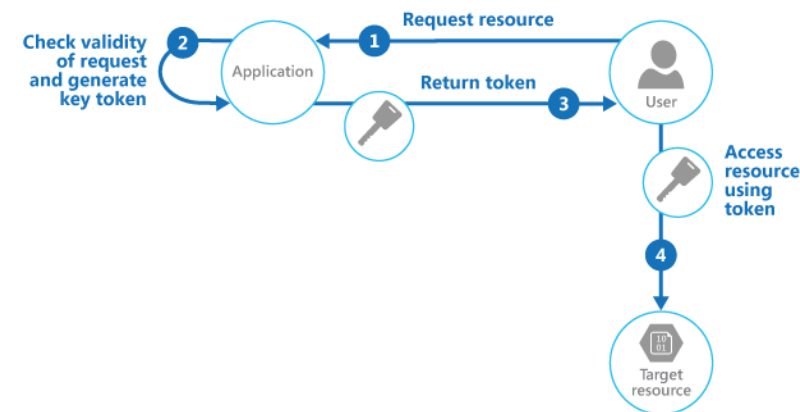 Request resource
1
2
Check validity
of request
and generate
key token
Application
User
Return token
3
Access
resource
using
token
4
10
01
Target
resource